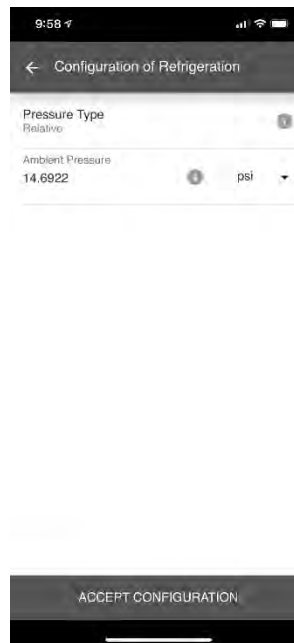 9:58
Configuration of Refrigeration
Pressure Type
Relative
Ambient Pressure
14.6922 psi
ACCEPT CONFIGURATION